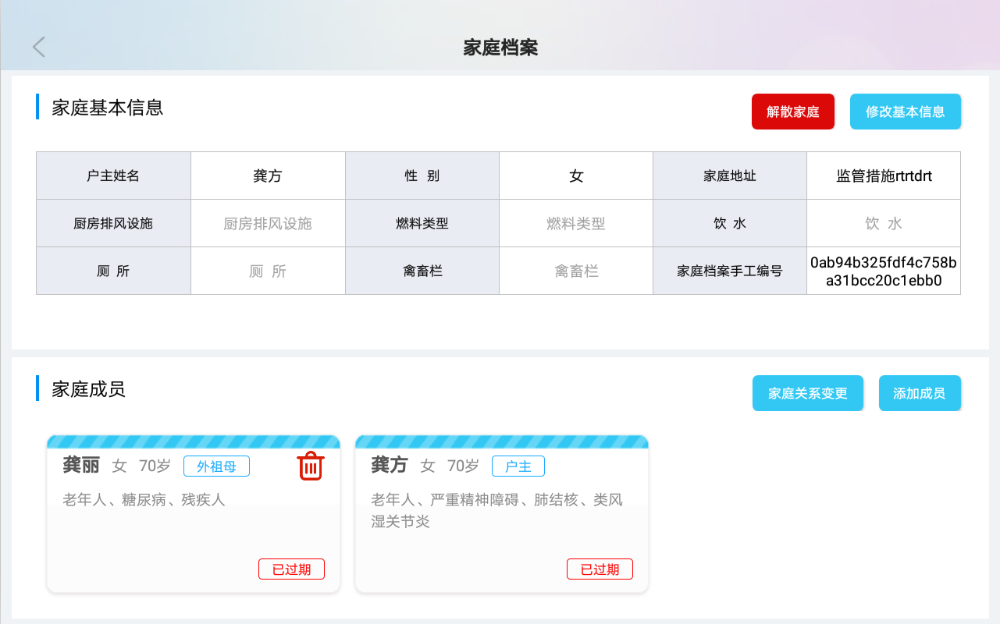 家庭档案
家庭基本信息
解散家庭 修改基本信息
户主姓名 龚方 性 别 女 家庭地址 监管措施rtrtdrt
厨房排风设施 厨房排风设施 燃料类型 燃料类型 饮 水 饮 水
厕 所 厕 所 禽畜栏 禽畜栏 家庭档案手工编号 0ab94b325fdf4c758b
a31bcc20c1ebb0
家庭成员
家庭关系变更 添加成员
龚丽 女 70岁 外祖母
老年人、糖尿病、残疾人
已过期
龚方 女 70岁 户主
老年人、严重精神障碍、肺结核、类风
湿关节炎
已过期